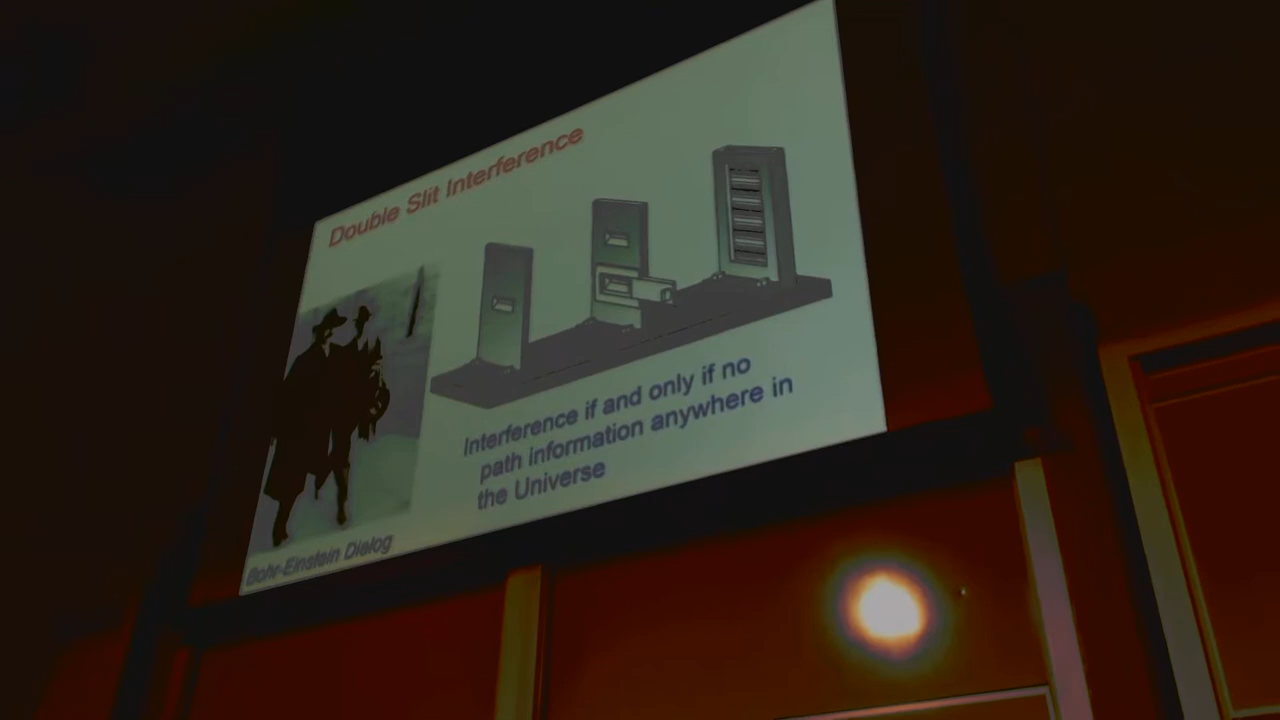 Double Slit Interference
Interference if and only if no
path information anywhere in
the Universe
Bohr-Einstein Dialog